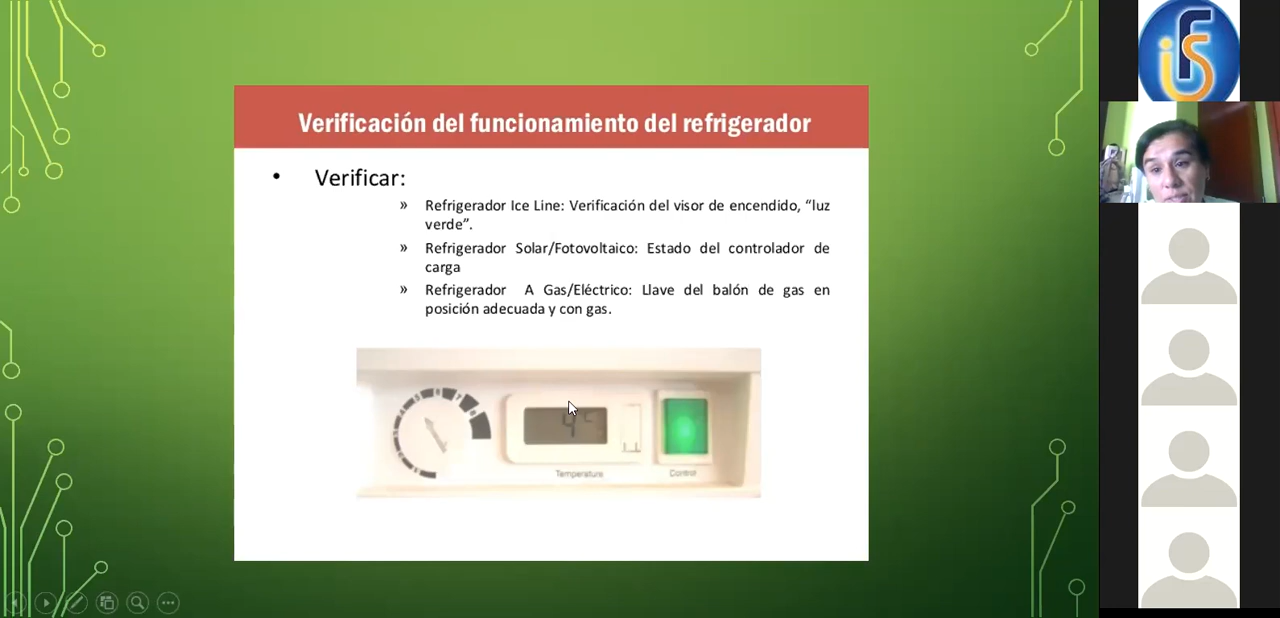 Verificación del funcionamiento del refrigerador
• Verificar:
» Refrigerador Ice Line: Verificación del visor de encendido, “luz
verde”.
» Refrigerador Solar/Fotovoltaico: Estado del controlador de
carga
» Refrigerador A Gas/Eléctrico: Llave del balón de gas en
posición adecuada y con gas.
Temperature
Control